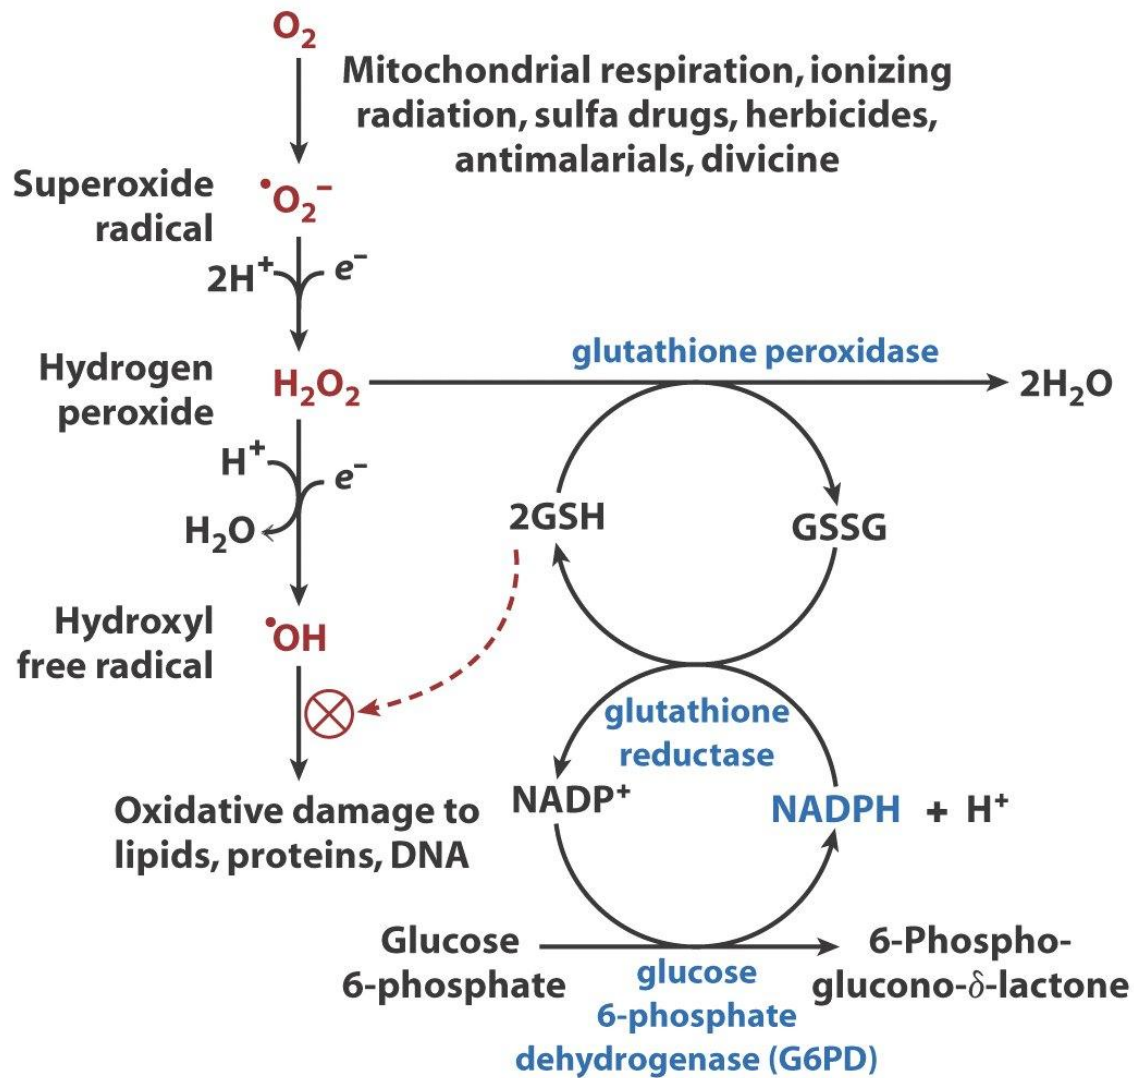 O₂
Mitochondrial respiration, ionizing
radiation, sulfa drugs, herbicides,
antimalarials, divicine
Superoxide
radical
•O₂⁻
2H⁺
e⁻
Hydrogen
peroxide
H₂O₂
glutathione peroxidase
2H₂O
H⁺
e⁻
H₂O
2GSH
GSSG
Hydroxyl
free radical
•OH
glutathione
reductase
NADP⁺
NADPH + H⁺
Oxidative damage to
lipids, proteins, DNA
Glucose
6-phosphate
glucose
6-phosphate
dehydrogenase (G6PD)
6-Phospho-
glucono-δ-lactone